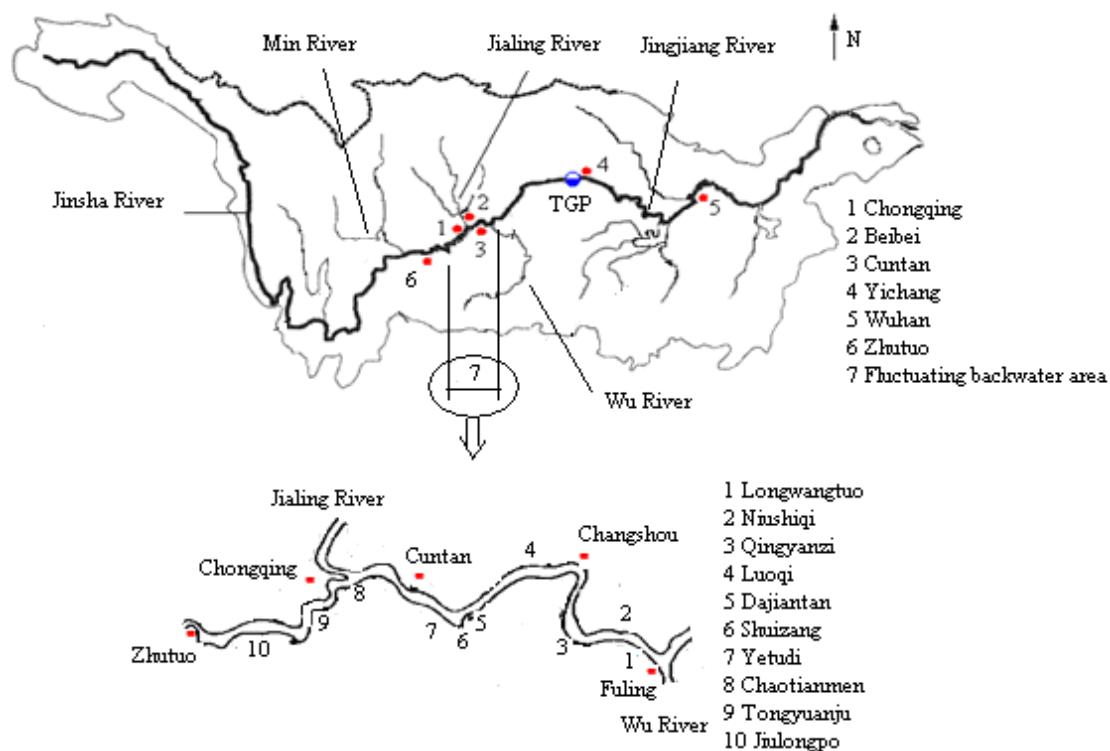 Min River
Jialing River
Jingjiang River
N
Jinsha River
4
TGP
2
1
3
5
6
7
Wu River
1 Chongqing
2 Beibei
3 Cuntan
4 Yichang
5 Wuhan
6 Zhutuo
7 Fluctuating backwater area
Jialing River
Chongqing
Cuntan
4
Changshou
8
9
7
6
5
2
Zhutuo
10
3
1
Fuling
Wu River
1 Longwangtuo
2 Niushiqi
3 Qingyanzi
4 Luoqi
5 Dajiantan
6 Shuizang
7 Yetudi
8 Chaotianmen
9 Tongyuanju
10 Jiulongpo